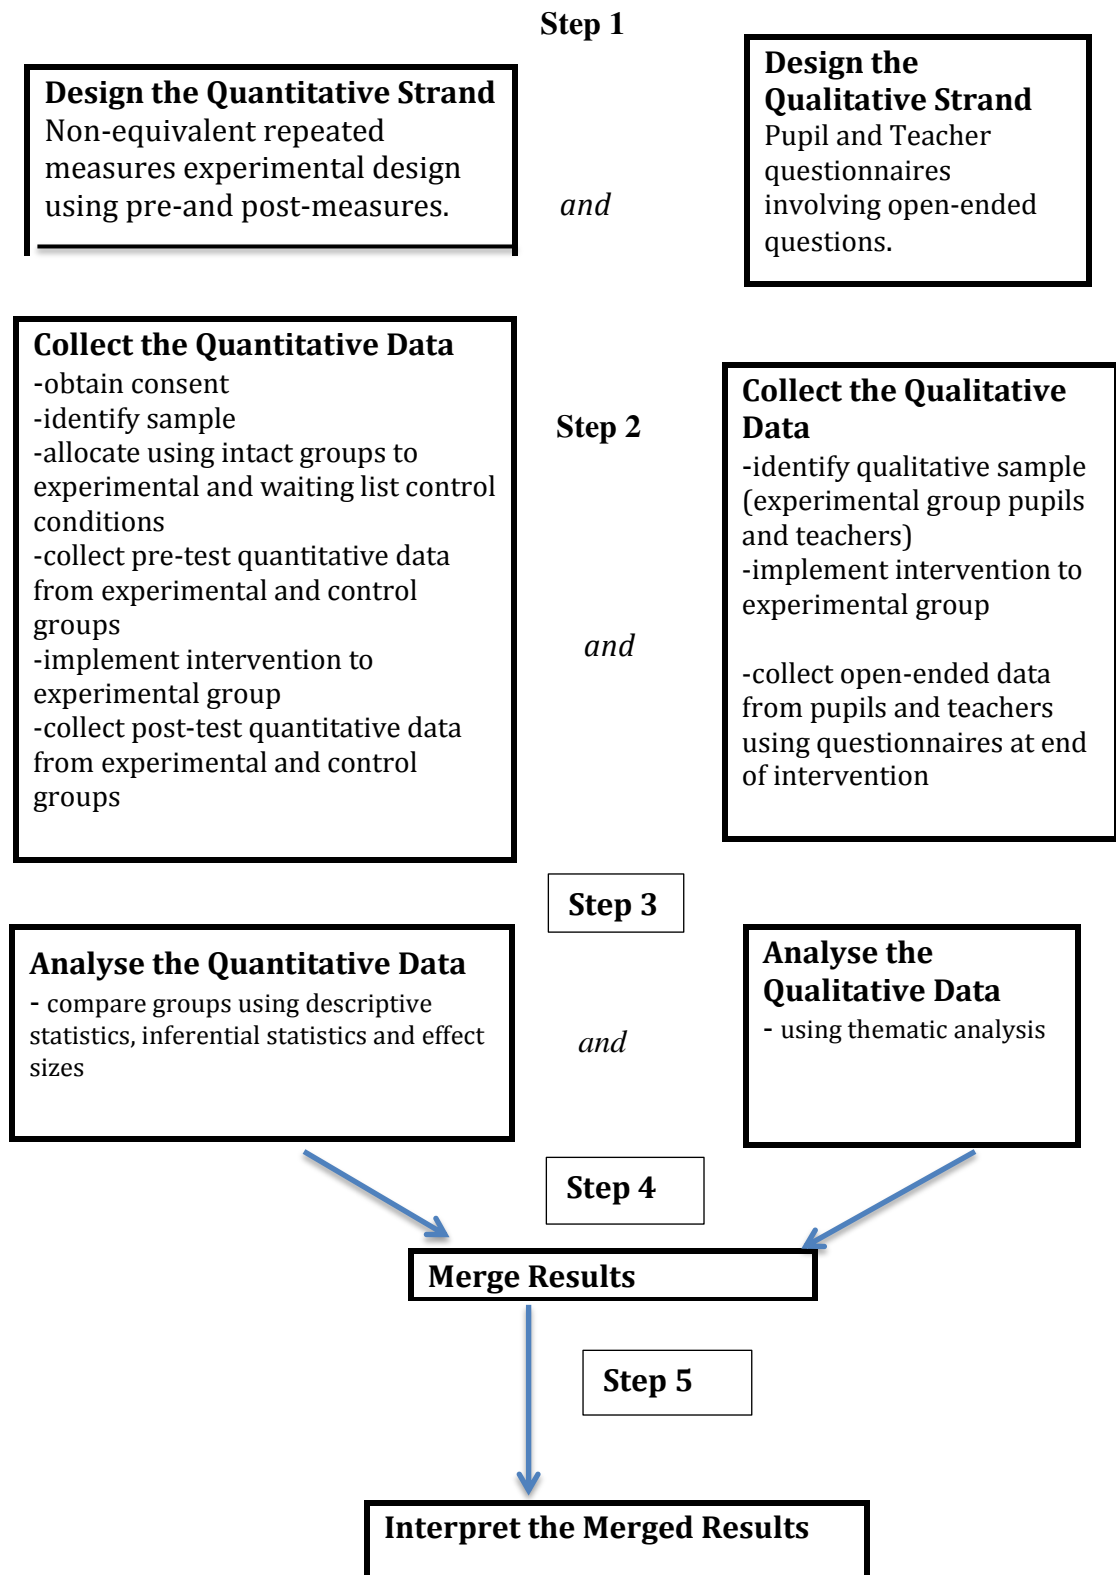 Step 1
Design the Quantitative Strand
Non-equivalent repeated
measures experimental design
using pre-and post-measures.
and
Design the
Qualitative Strand
Pupil and Teacher
questionnaires
involving open-ended
questions.
Collect the Quantitative Data
-obtain consent
-identify sample
-allocate using intact groups to
experimental and waiting list control
conditions
-collect pre-test quantitative data
from experimental and control
groups
-implement intervention to
experimental group
-collect post-test quantitative data
from experimental and control
groups
Step 2
and
Collect the Qualitative
Data
-identify qualitative sample
(experimental group pupils
and teachers)
-implement intervention to
experimental group
-collect open-ended data
from pupils and teachers
using questionnaires at end
of intervention
Step 3
Analyse the Quantitative Data
- compare groups using descriptive
statistics, inferential statistics and effect
sizes
and
Analyse the
Qualitative Data
- using thematic analysis
Step 4
Merge Results
Step 5
Interpret the Merged Results